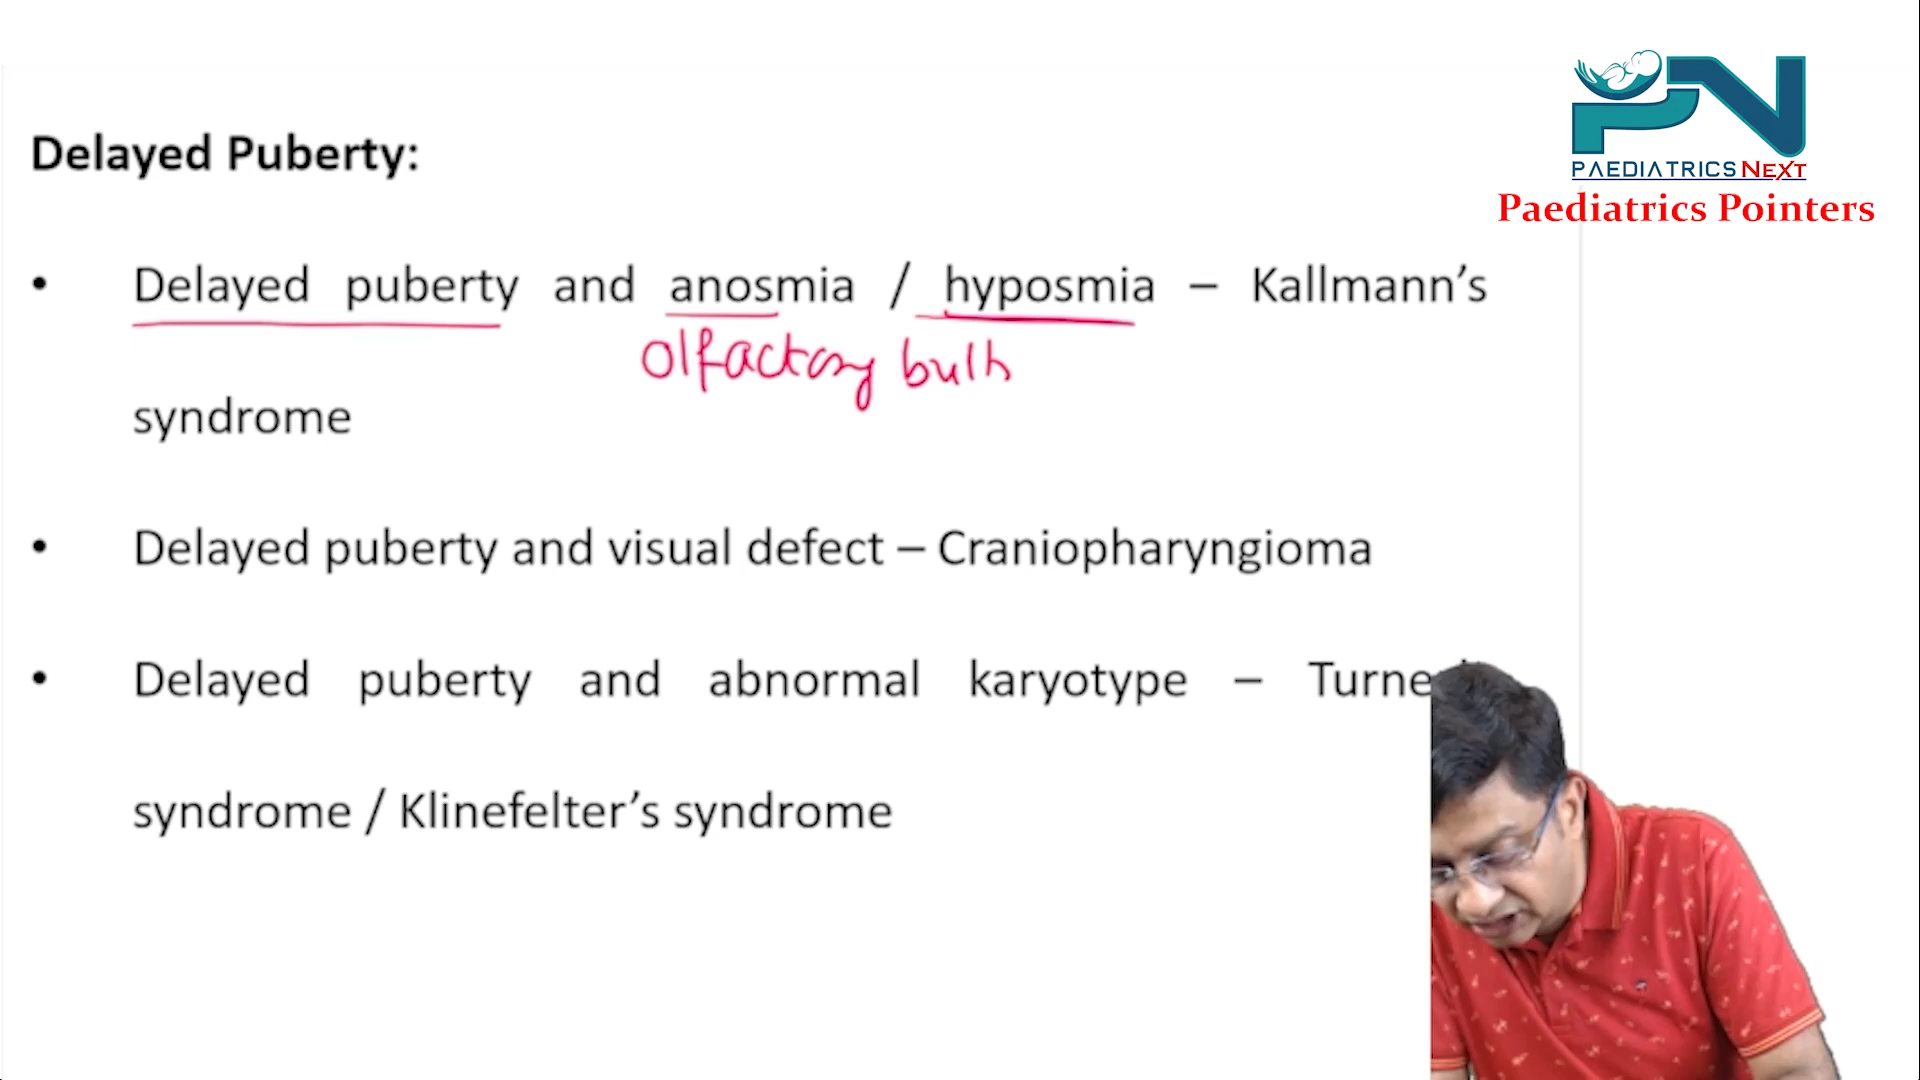 PAEDIATRICS NEXT
Paediatrics Pointers
Delayed Puberty:
• Delayed puberty and anosmia / hyposmia – Kallmann’s
olfactory bulb
syndrome
• Delayed puberty and visual defect – Craniopharyngioma
• Delayed puberty and abnormal karyotype –
syndrome / Klinefelter’s syndrome